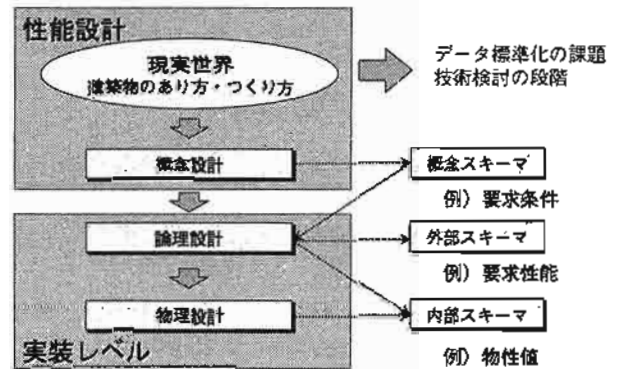 性能設計
現実世界
建築物のあり方・つくり方
データ標準化の課題
技術検討の段階
概念設計
概念スキーマ
例) 要求条件
論理設計
外部スキーマ
例) 要求性能
物理設計
内部スキーマ
実装レベル
例) 物性値